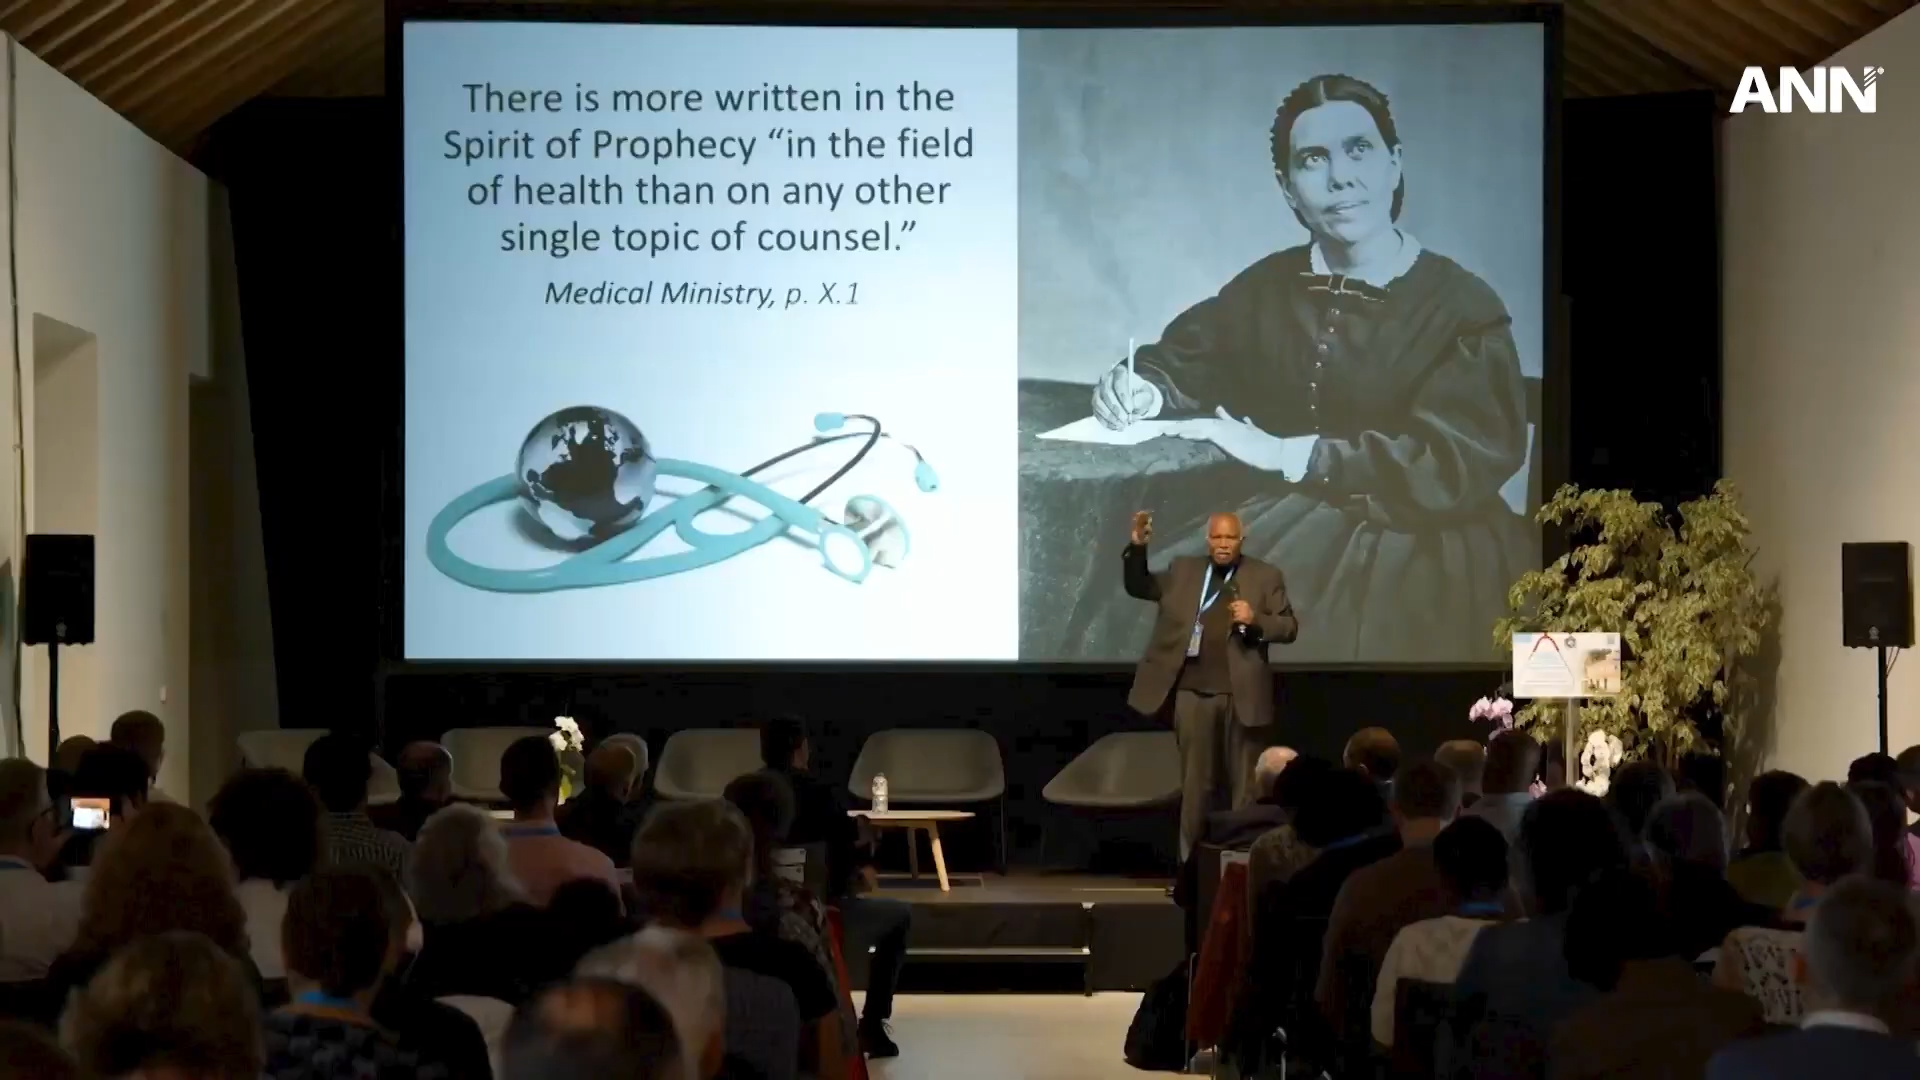 There is more written in the
Spirit of Prophecy “in the field
of health than on any other
single topic of counsel.”
Medical Ministry, p. X.1
ANN